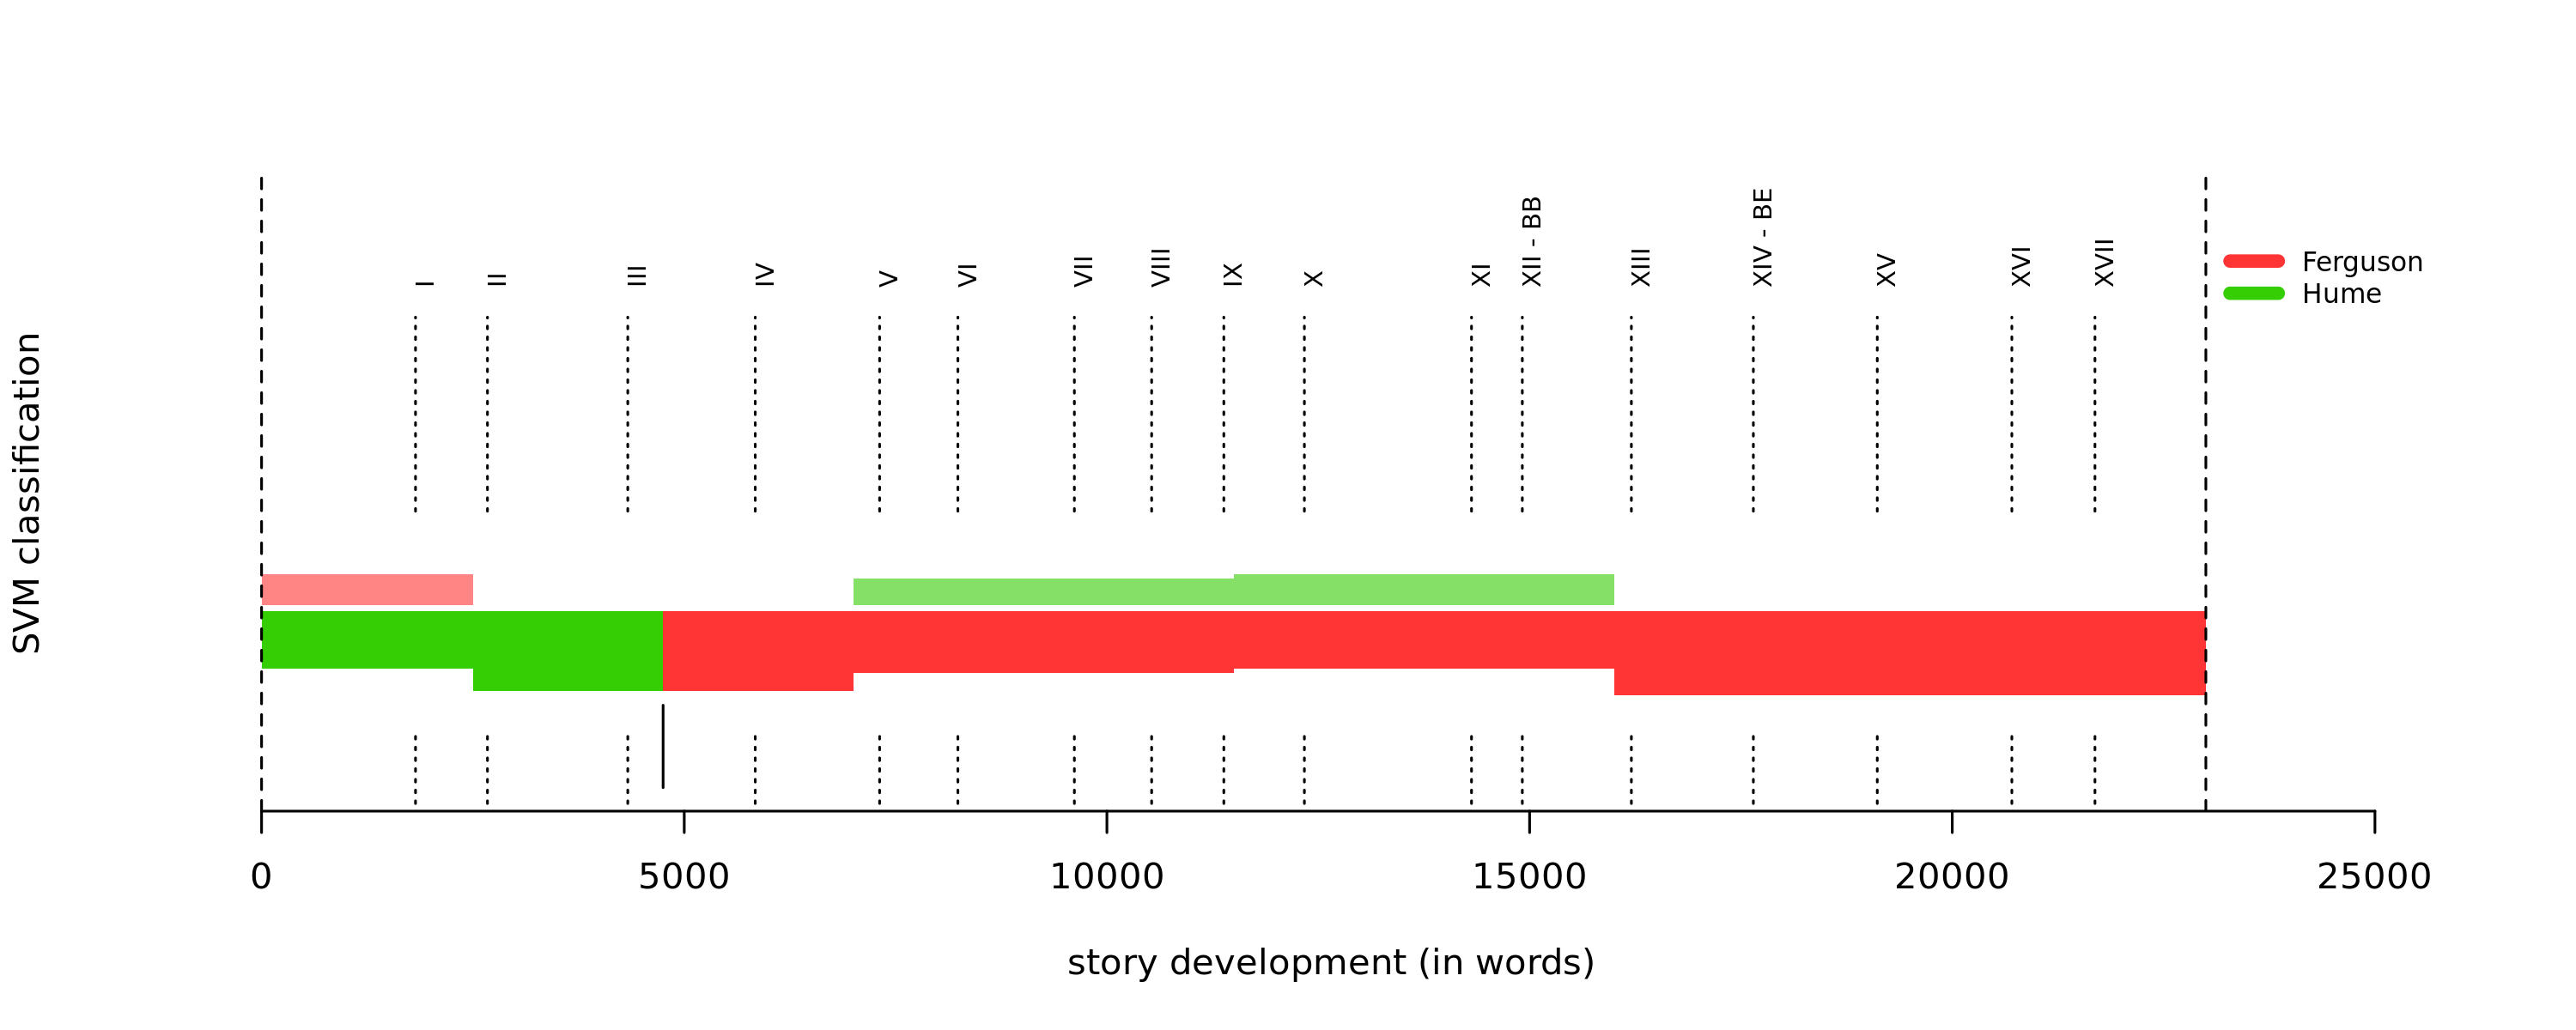 I
II
III
IV
V
VI
VII
VIII
IX
X
XI
XII - BB
XIII
XIV - BE
XV
XVI
XVII
Ferguson
Hume
SVM classification
0
5000
10000
15000
20000
25000
story development (in words)